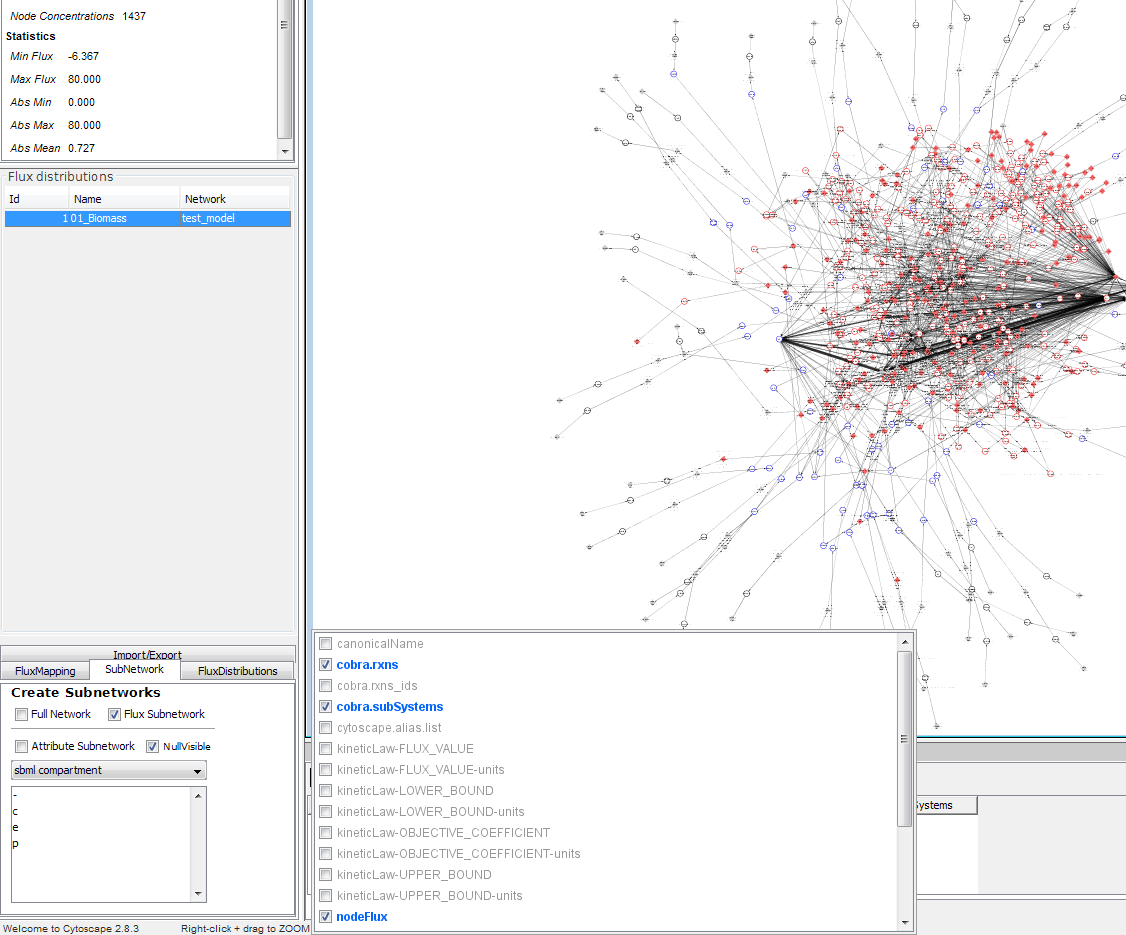 Node Concentrations 1437
Statistics
Min Flux -6.367
Max Flux 80.000
Abs Min 0.000
Abs Max 80.000
Abs Mean 0.727
Flux distributions
Id Name Network
1 01_Biomass test_model
Import/Export
FluxMapping SubNetwork FluxDistributions
Create Subnetworks
Full Network Flux Subnetwork
Attribute Subnetwork NullVisible
sbml compartment
-
c
e
p
canonicalName
cobra.rxns
cobra.rxns_ids
cobra.subSystems
cytoscape.alias.list
kineticLaw-FLUX_VALUE
kineticLaw-FLUX_VALUE-units
kineticLaw-LOWER_BOUND
kineticLaw-LOWER_BOUND-units
kineticLaw-OBJECTIVE_COEFFICIENT
kineticLaw-OBJECTIVE_COEFFICIENT-units
kineticLaw-UPPER_BOUND
kineticLaw-UPPER_BOUND-units
nodeFlux
Systems
Welcome to Cytoscape 2.8.3 Right-click + drag to ZOOM